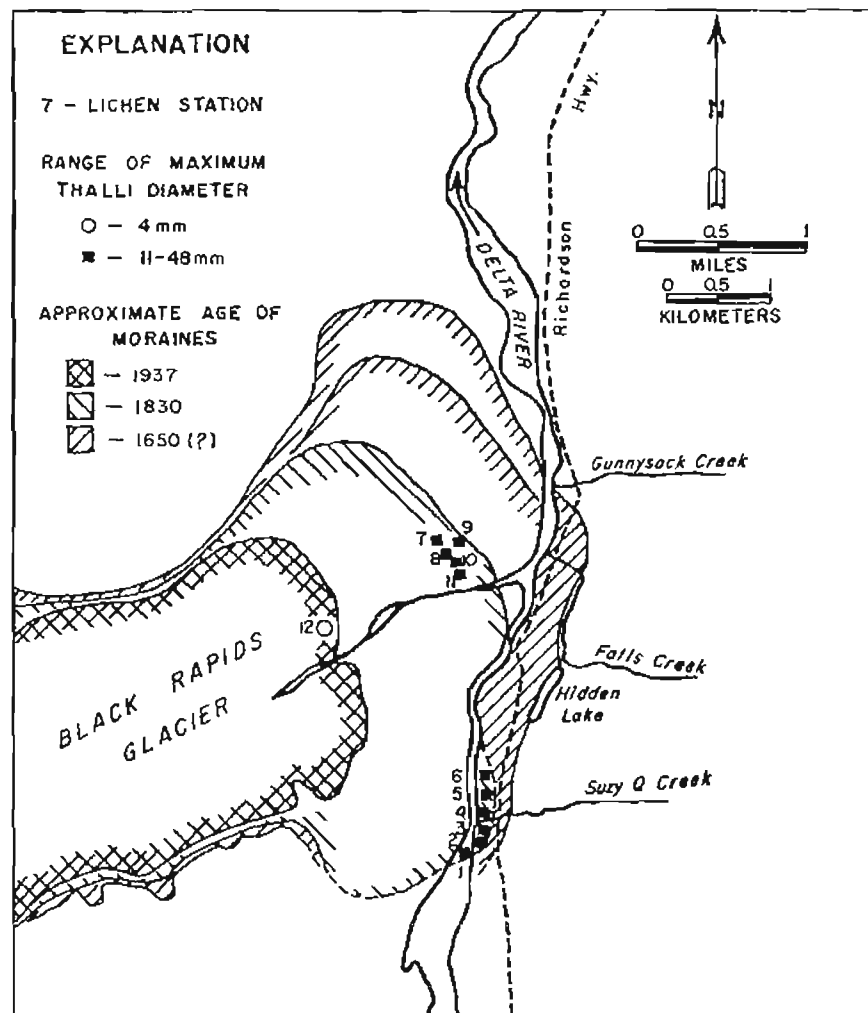 EXPLANATION
7 – LICHEN STATION
RANGE OF MAXIMUM
THALLI DIAMETER
– 4mm
– 11-48mm
APPROXIMATE AGE OF
MORAINES
– 1937
– 1830
– 1650 (?)
Hwy.
Richardson
DELTA RIVER
N
0 0.5 1
MILES
0 0.5 1
KILOMETERS
Gunnysock Creek
7
9
8
10
11
12
BLACK RAPIDS
GLACIER
Falls Creek
Hidden
Lake
6
5
4
3
2
1
Suzy Q Creek